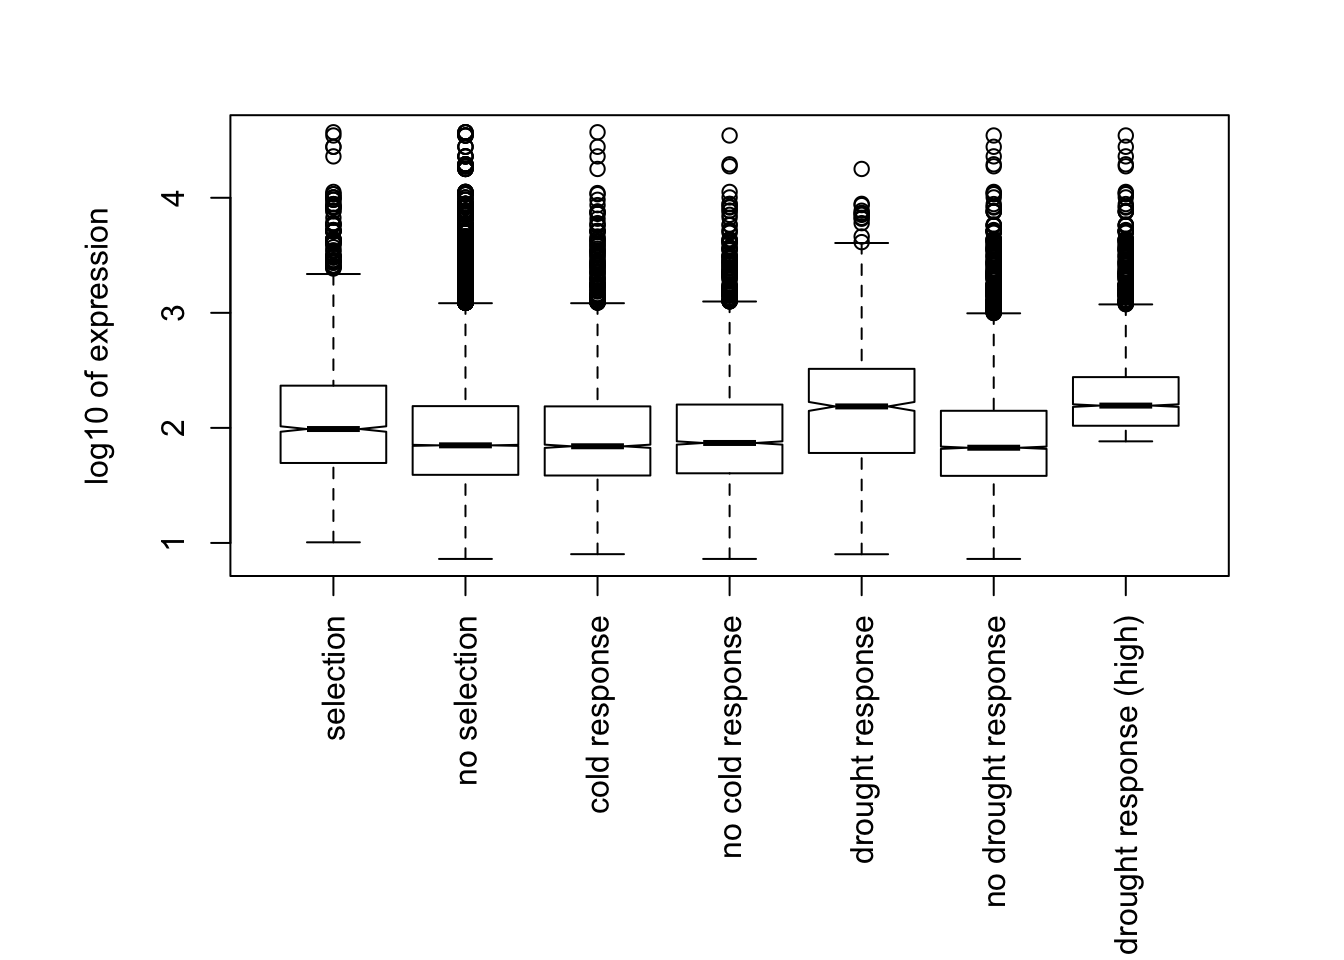 log10 of expression
4
3
2
1
selection
no selection
cold response
no cold response
drought response
no drought response
drought response (high)